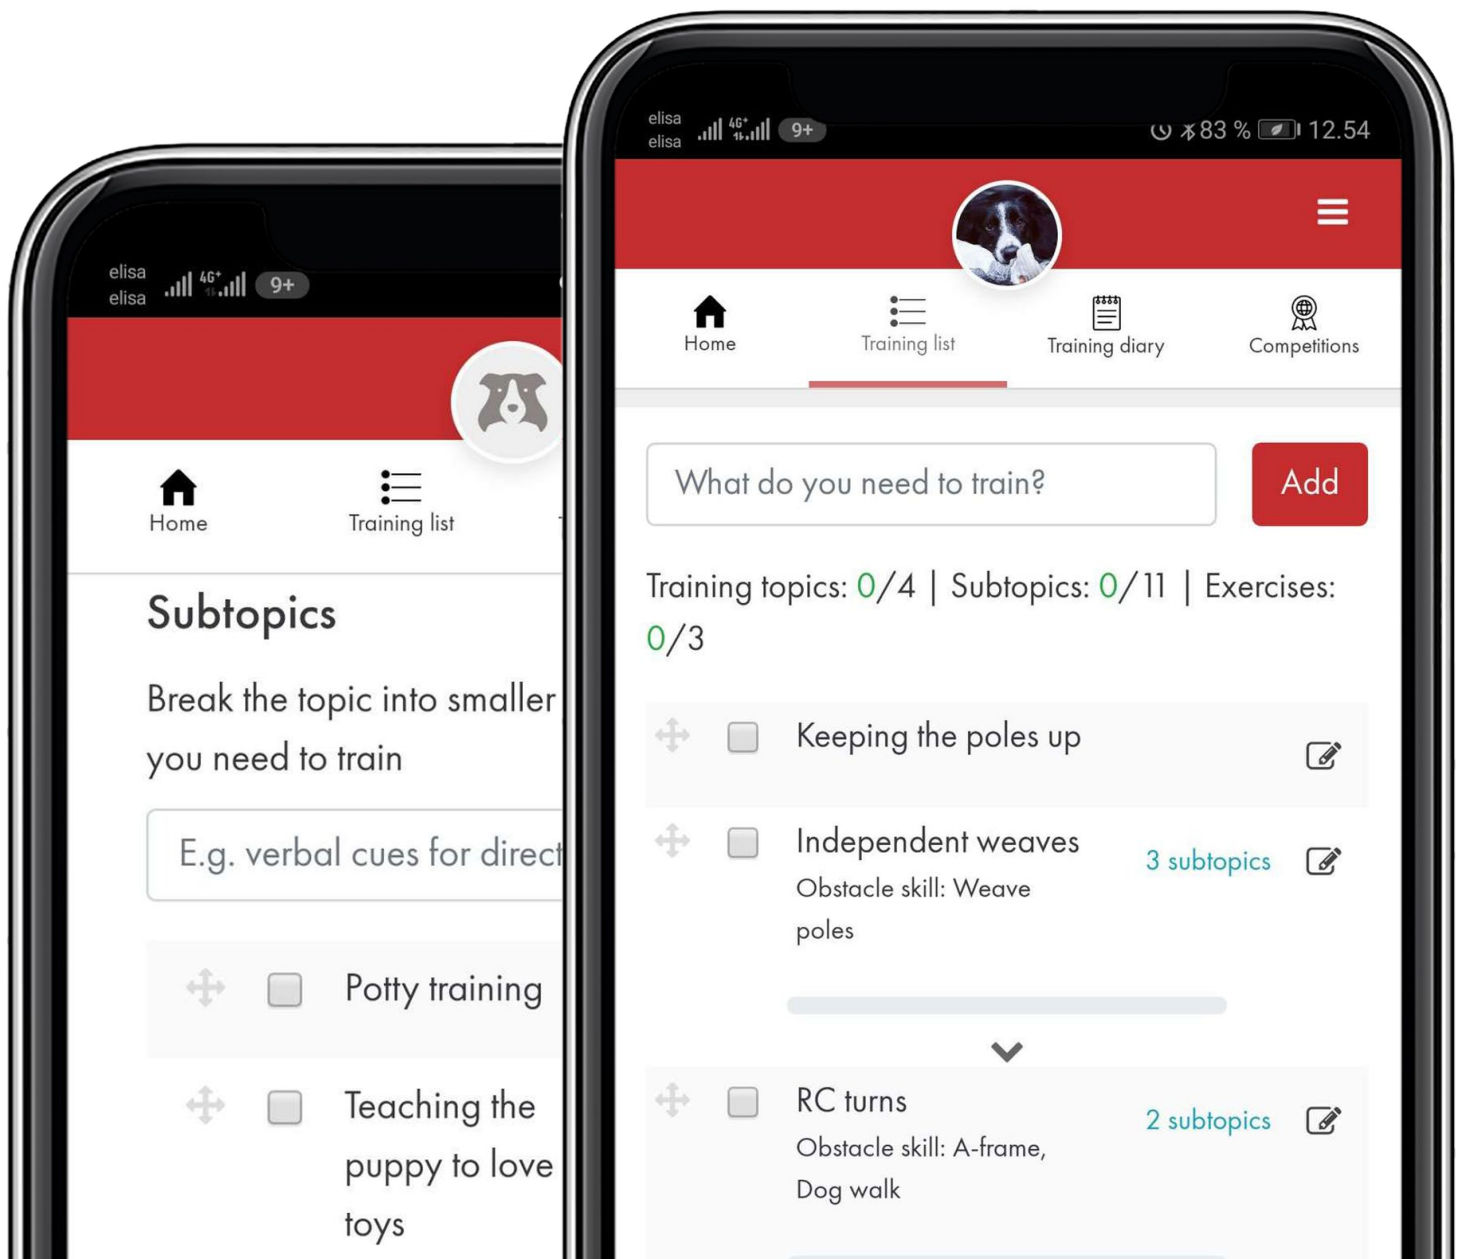 elisa
elisa
4G+
9+
Home
Training list
Subtopics
Break the topic into smaller
you need to train
E.g. verbal cues for direct
Potty training
Teaching the
puppy to love
toys
elisa
elisa
4G+
9+
83 %
12.54
Home
Training list
Training diary
Competitions
What do you need to train?
Add
Training topics: 0/4 | Subtopics: 0/11 | Exercises:
0/3
Keeping the poles up
Independent weaves
3 subtopics
Obstacle skill: Weave
poles
RC turns
2 subtopics
Obstacle skill: A-frame,
Dog walk